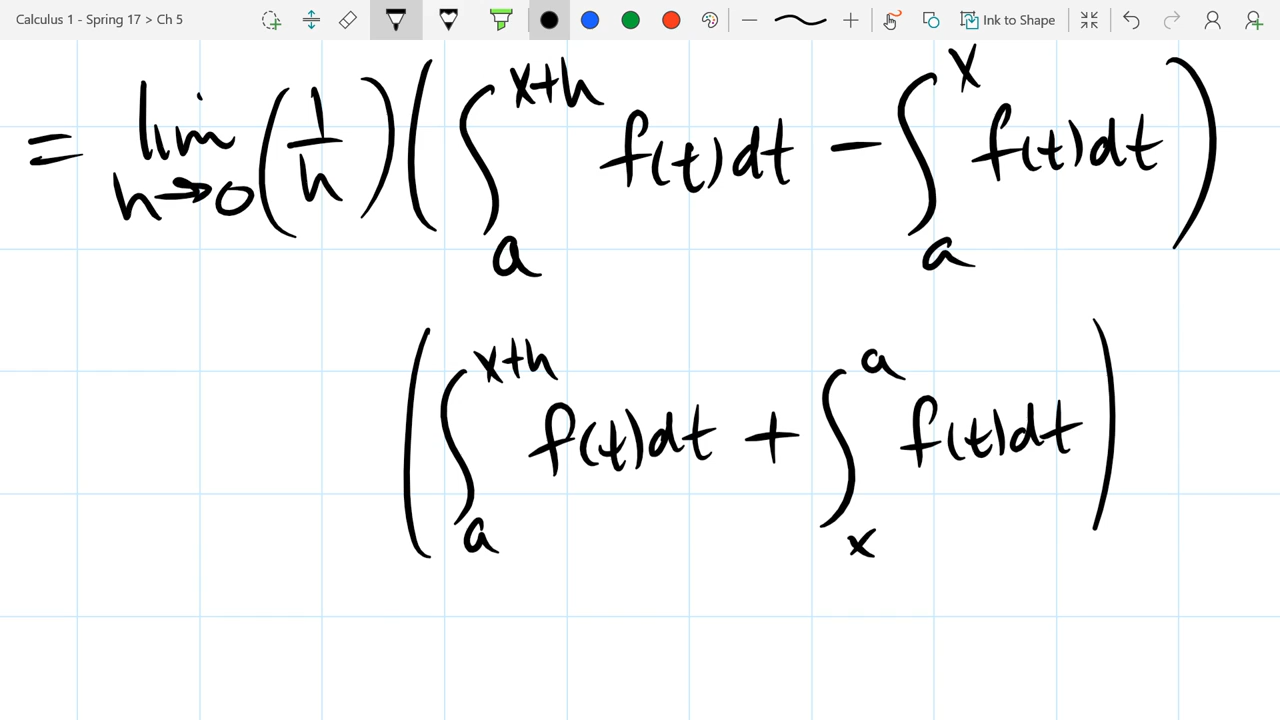 Calculus 1 - Spring 17 > Ch 5 Ink to Shape
= lim_{h→0} (1/h) (∫_a^{x+h} f(t)dt − ∫_a^x f(t)dt)
(∫_a^{x+h} f(t)dt + ∫_x^a f(t)dt)